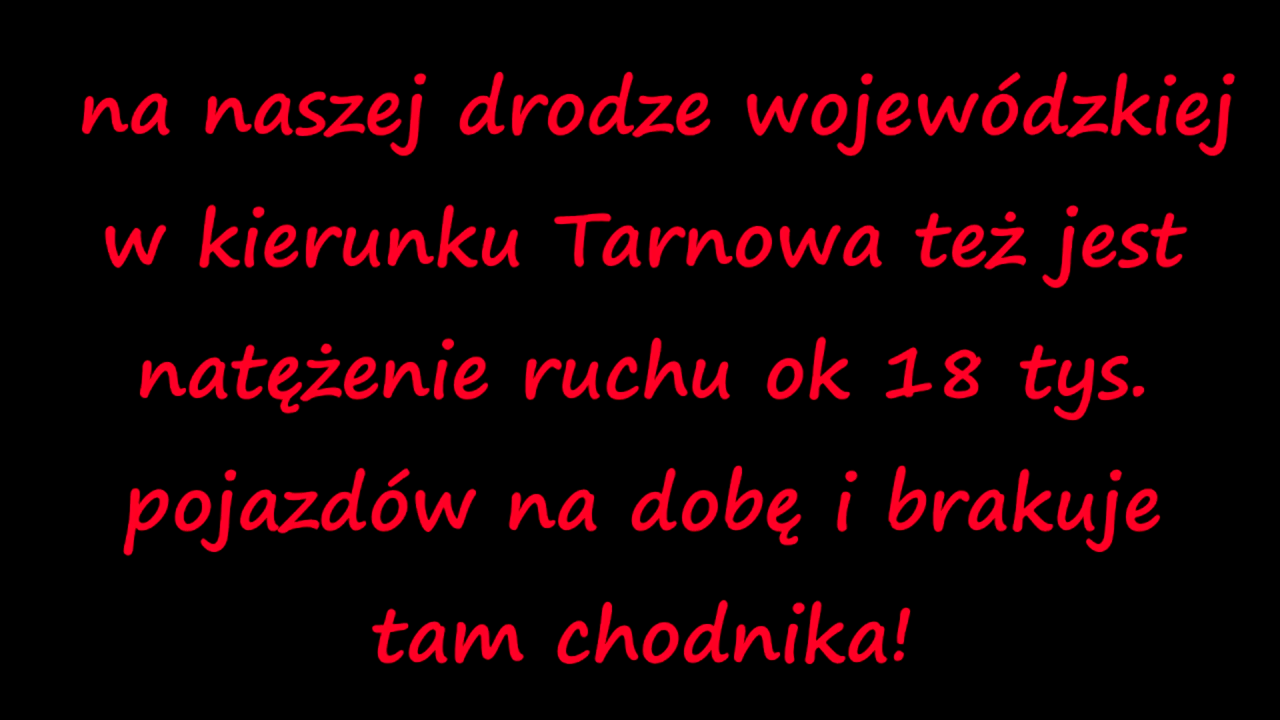 na naszej drodze wojewódzkiej
w kierunku Tarnowa też jest
natężenie ruchu ok 18 tys.
pojazdów na dobę i brakuje
tam chodnika!